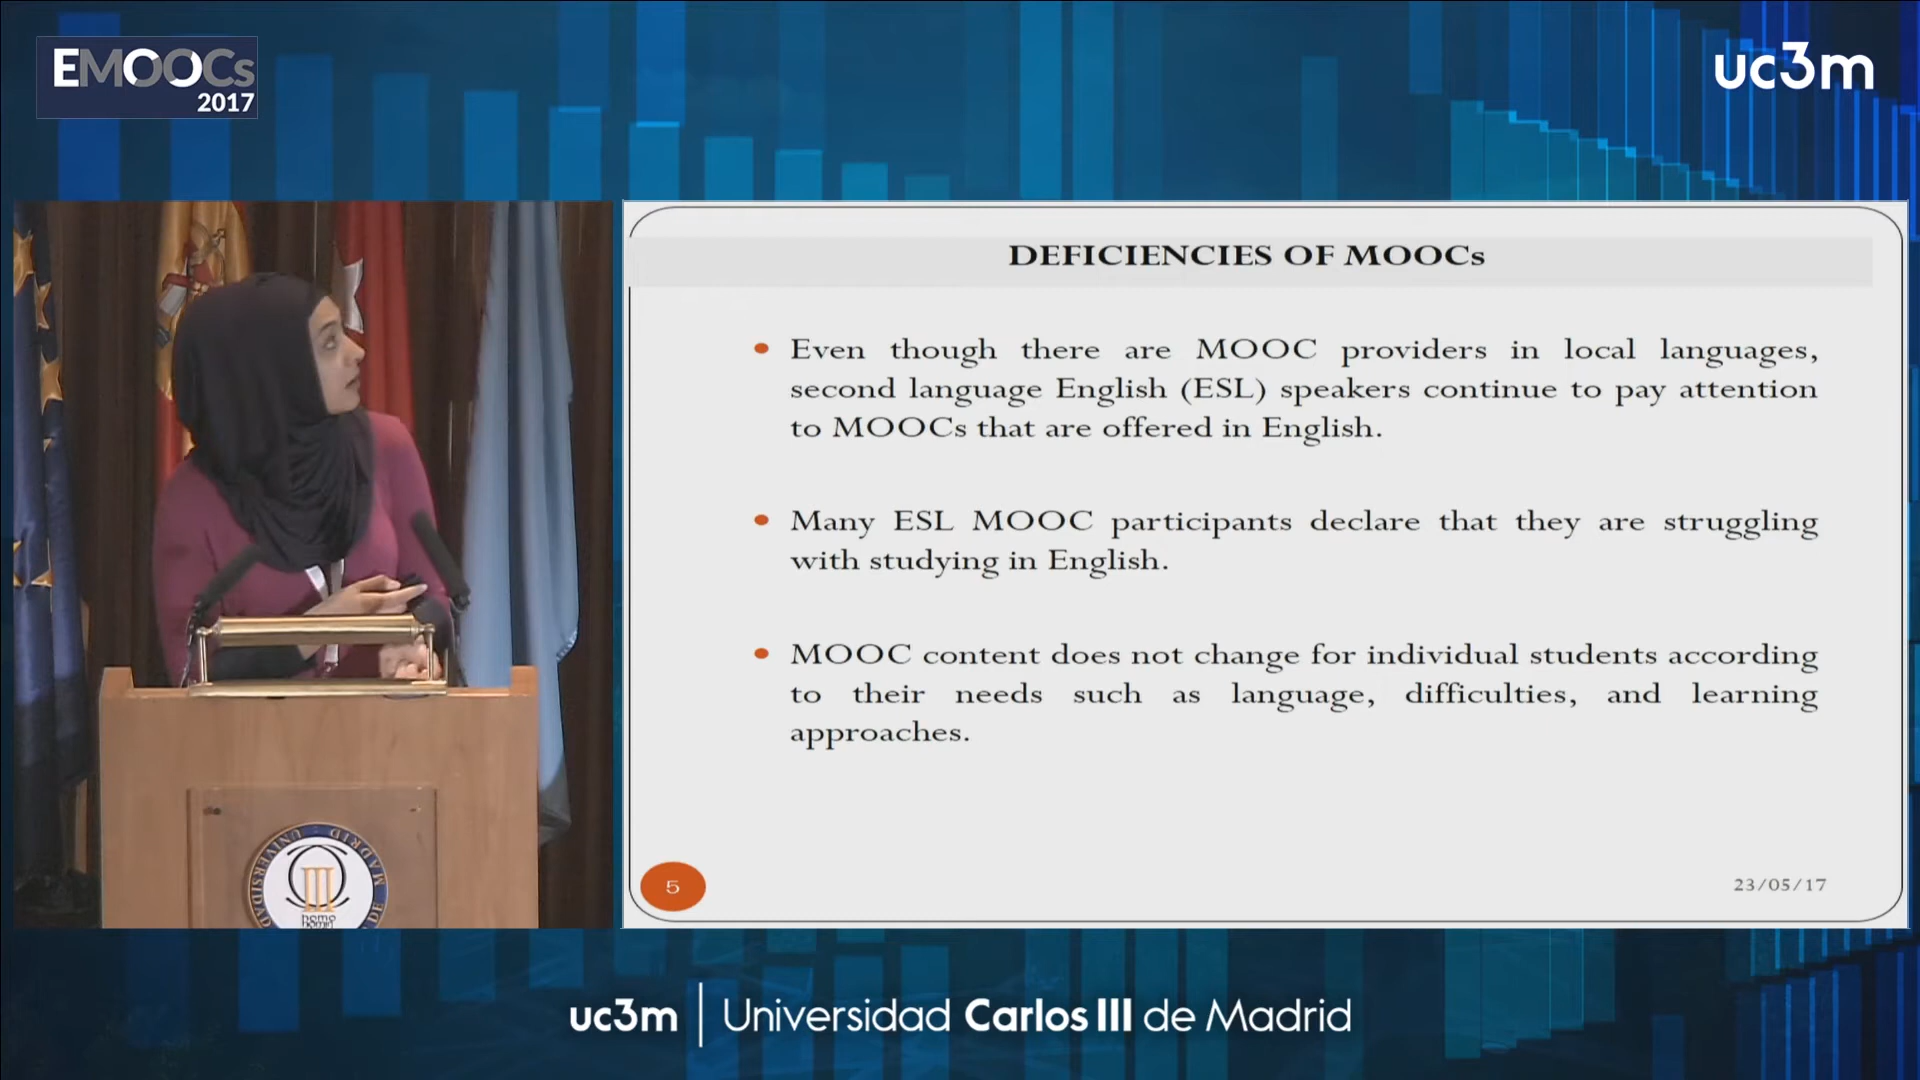 EMOOCs
2017
uc3m
DEFICIENCIES OF MOOCs
• Even though there are MOOC providers in local languages,
second language English (ESL) speakers continue to pay attention
to MOOCs that are offered in English.
• Many ESL MOOC participants declare that they are struggling
with studying in English.
• MOOC content does not change for individual students according
to their needs such as language, difficulties, and learning
approaches.
5
23/05/17
uc3m | Universidad Carlos III de Madrid